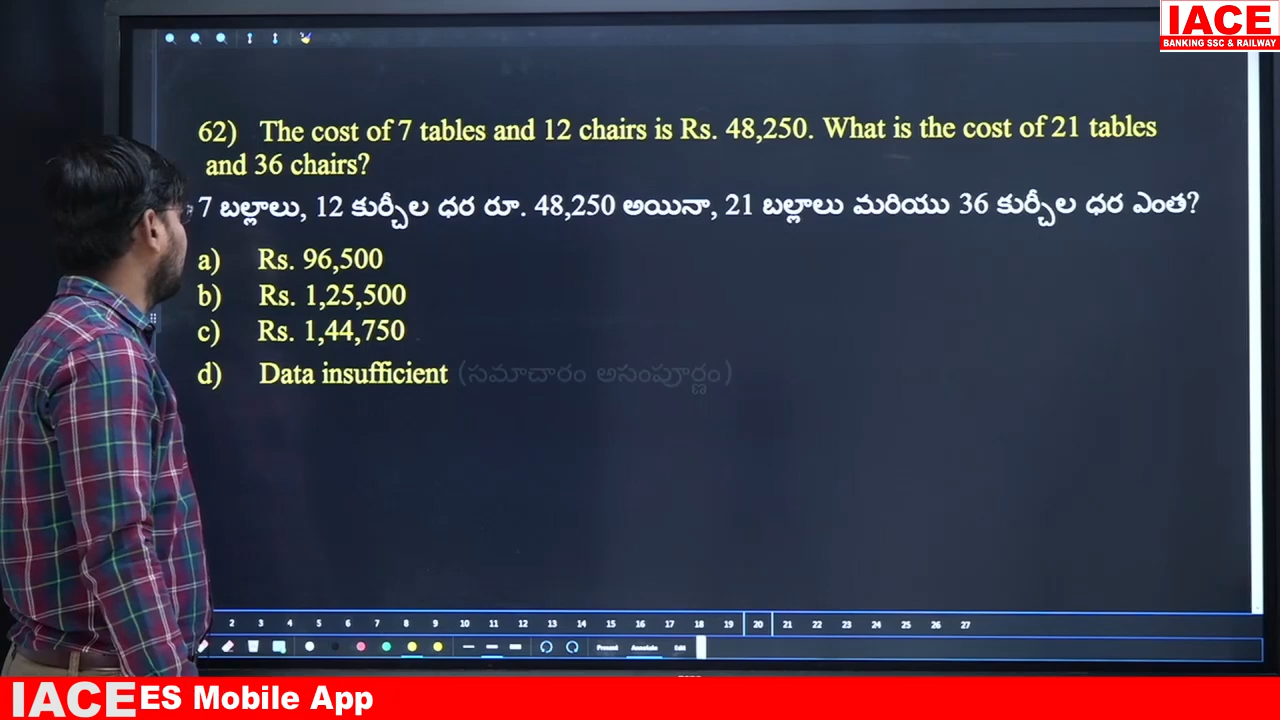 IACE
BANKING SSC & RAILWAY
62) The cost of 7 tables and 12 chairs is Rs. 48,250. What is the cost of 21 tables
and 36 chairs?
7 బల్లాలు, 12 కుర్చీల ధర రూ. 48,250 అయినా, 21 బల్లాలు మరియు 36 కుర్చీల ధర ఎంత?
a) Rs. 96,500
b) Rs. 1,25,500
c) Rs. 1,44,750
d) Data insufficient (సమాచారం అసంపూర్ణం)
2 3 4 5 6 7 8 9 10 11 12 13 14 15 16 17 18 19 20 21 22 23 24 25 26 27
Present Annotate Edit
IACE ES Mobile App